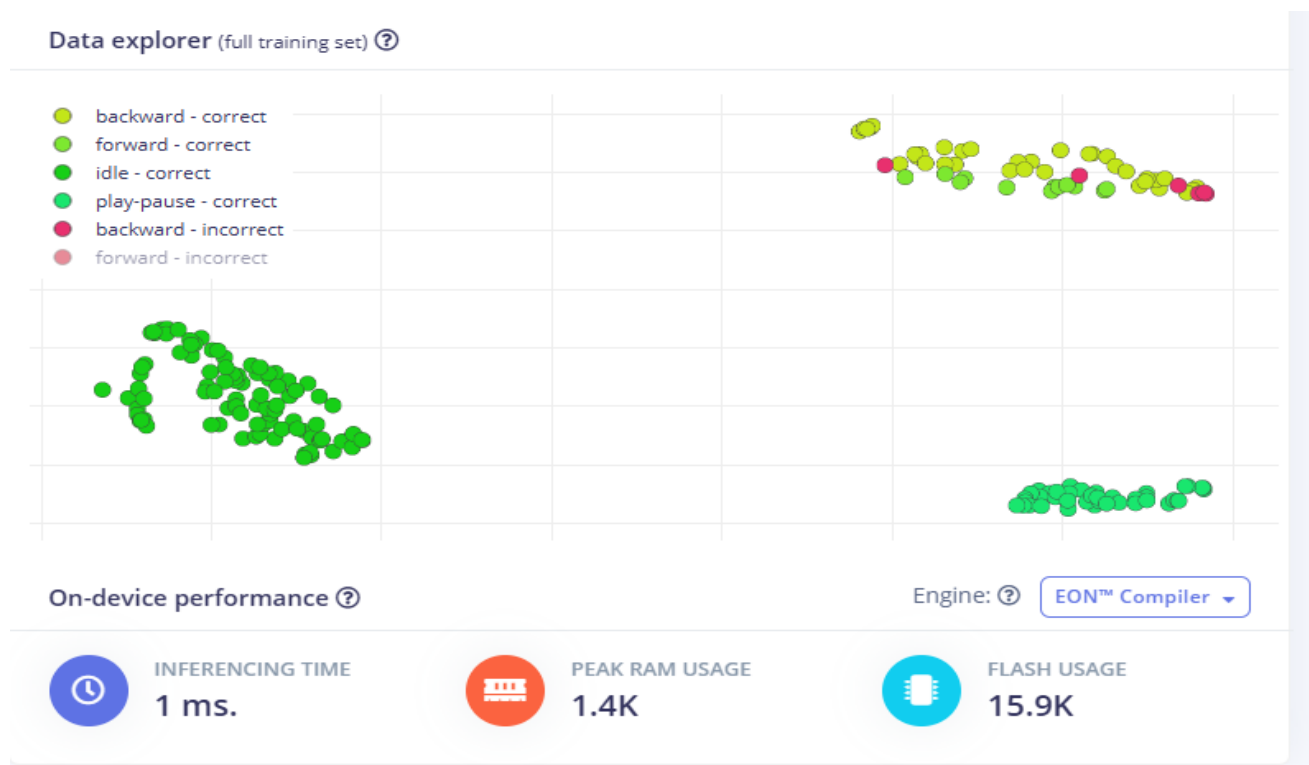 Data explorer (full training set) ?
backward - correct
forward - correct
idle - correct
play-pause - correct
backward - incorrect
forward - incorrect
On-device performance ?
Engine: ? EON™ Compiler
INFERENCING TIME
1 ms.
PEAK RAM USAGE
1.4K
FLASH USAGE
15.9K